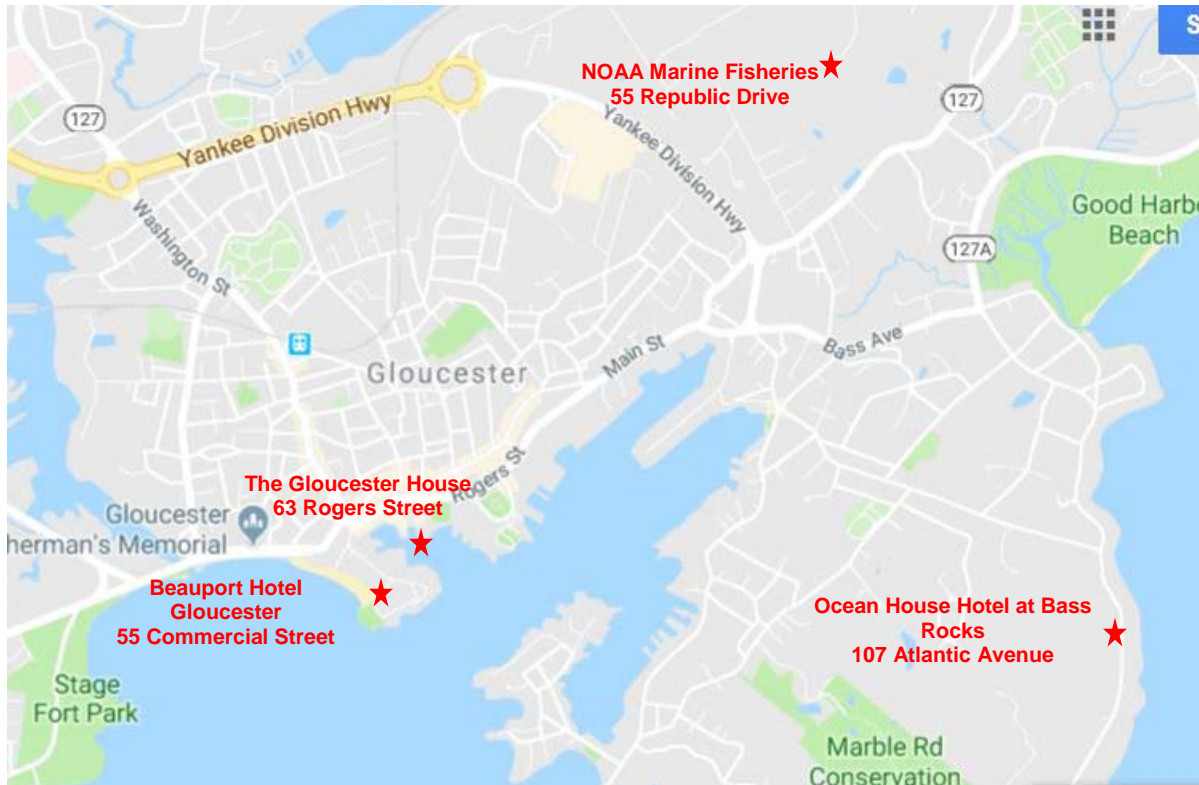 S
NOAA Marine Fisheries
55 Republic Drive
127
127
Yankee Division Hwy
Yankee Division Hwy
Good Harbo
Beach
Washington St
127A
Bass Ave
Main St
Gloucester
Rogers St
The Gloucester House
63 Rogers Street
Gloucester
herman's Memorial
Beauport Hotel
Gloucester
55 Commercial Street
Ocean House Hotel at Bass
Rocks
107 Atlantic Avenue
Stage
Fort Park
Marble Rd
Conservation